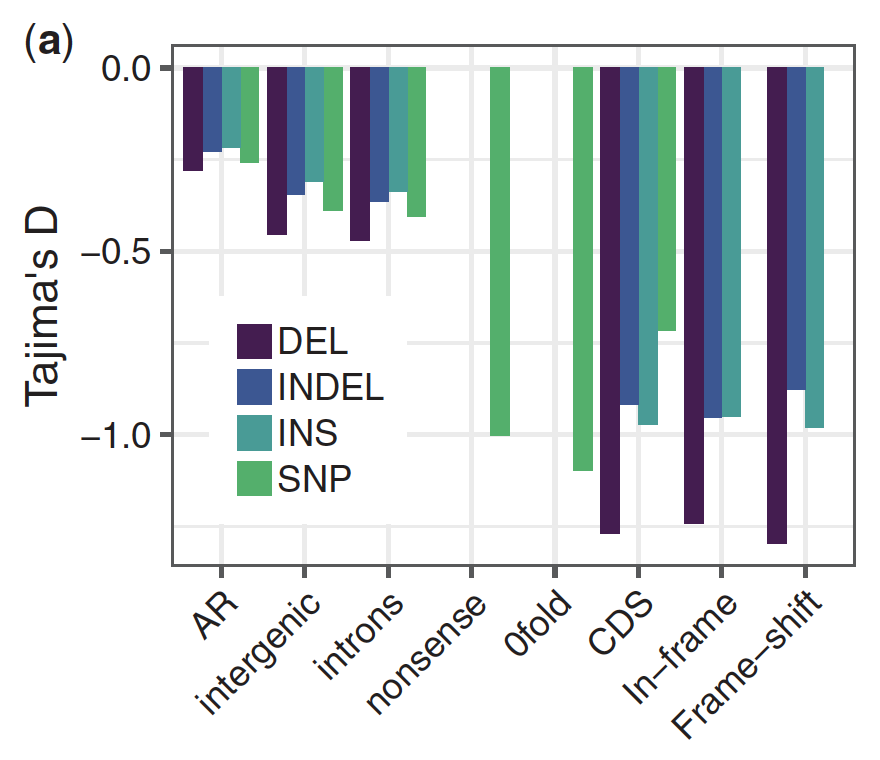 (a)
Tajima's D
0.0
−0.5
−1.0
DEL
INDEL
INS
SNP
AR
intergenic
introns
nonsense
0fold
CDS
In−frame
Frame−shift